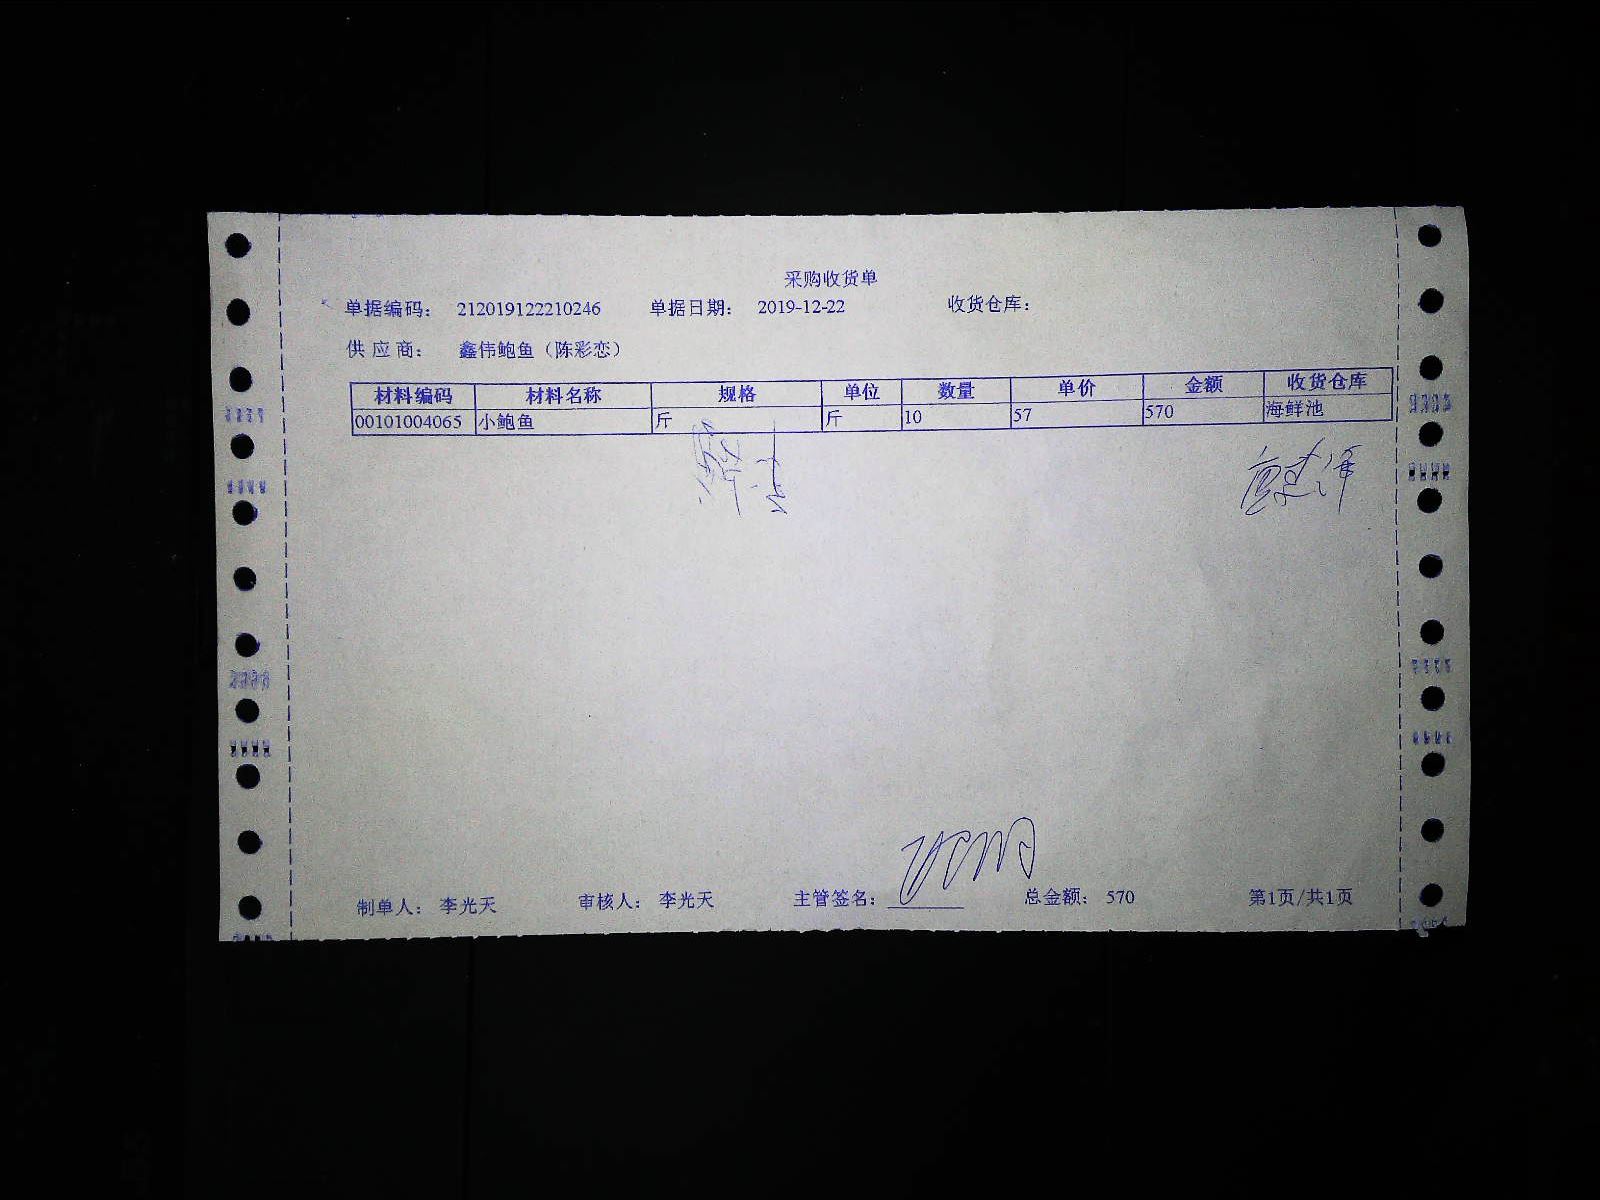 采购收货单
单据编码： 212019122210246 单据日期： 2019-12-22 收货仓库：
供 应 商： 鑫伟鲍鱼（陈彩恋）
材料编码 材料名称 规格 单位 数量 单价 金额 收货仓库
00101004065 小鲍鱼 斤 斤 10 57 570 海鲜池
制单人： 李光天 审核人： 李光天 主管签名： 总金额： 570 第1页/共1页